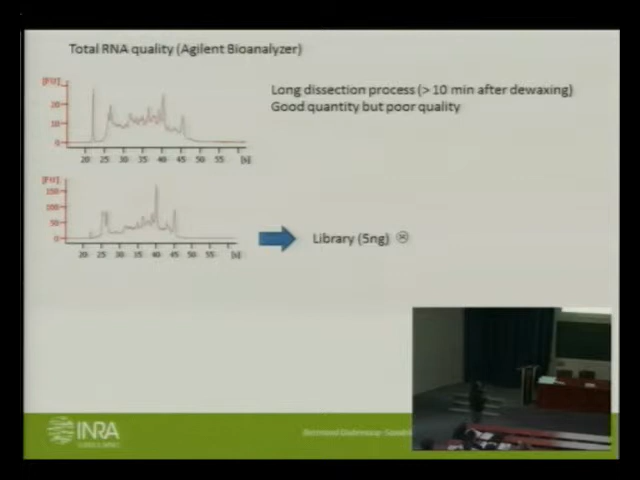 Total RNA quality (Agilent Bioanalyzer)
[FU]
20
10
0
20 25 30 35 40 45 50 55 [s]
Long dissection process (> 10 min after dewaxing)
Good quantity but poor quality
[FU]
150
100
50
0
20 25 30 35 40 45 50 55 [s]
Library (5ng) ☹
INRA